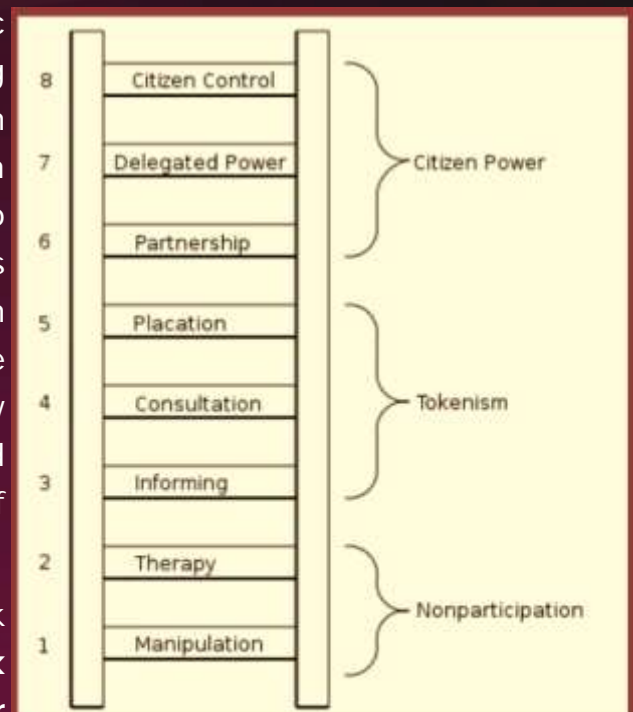 8 Citizen Control
7 Delegated Power Citizen Power
6 Partnership
5 Placation
4 Consultation Tokenism
3 Informing
2 Therapy
Nonparticipation
1 Manipulation